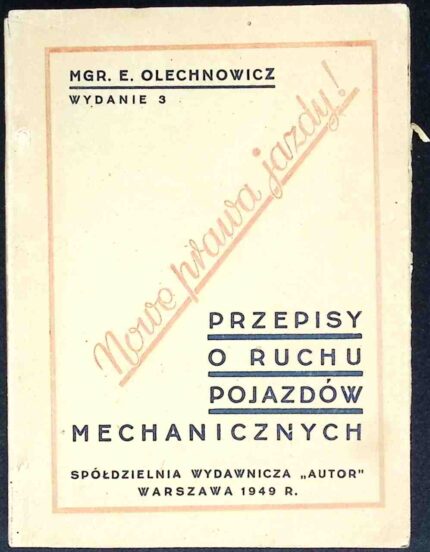 MGR. E. OLECHNOWICZ
WYDANIE 3
Nowe prawa jazdy!
PRZEPISY
O RUCHU
POJAZDÓW
MECHANICZNYCH
SPÓŁDZIELNIA WYDAWNICZA „AUTOR"
WARSZAWA 1949 R.